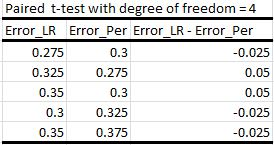 Paired t-test with degree of freedom = 4
Error_LR Error_Per Error_LR - Error_Per
0.275 0.3 -0.025
0.325 0.275 0.05
0.35 0.3 0.05
0.3 0.325 -0.025
0.35 0.375 -0.025